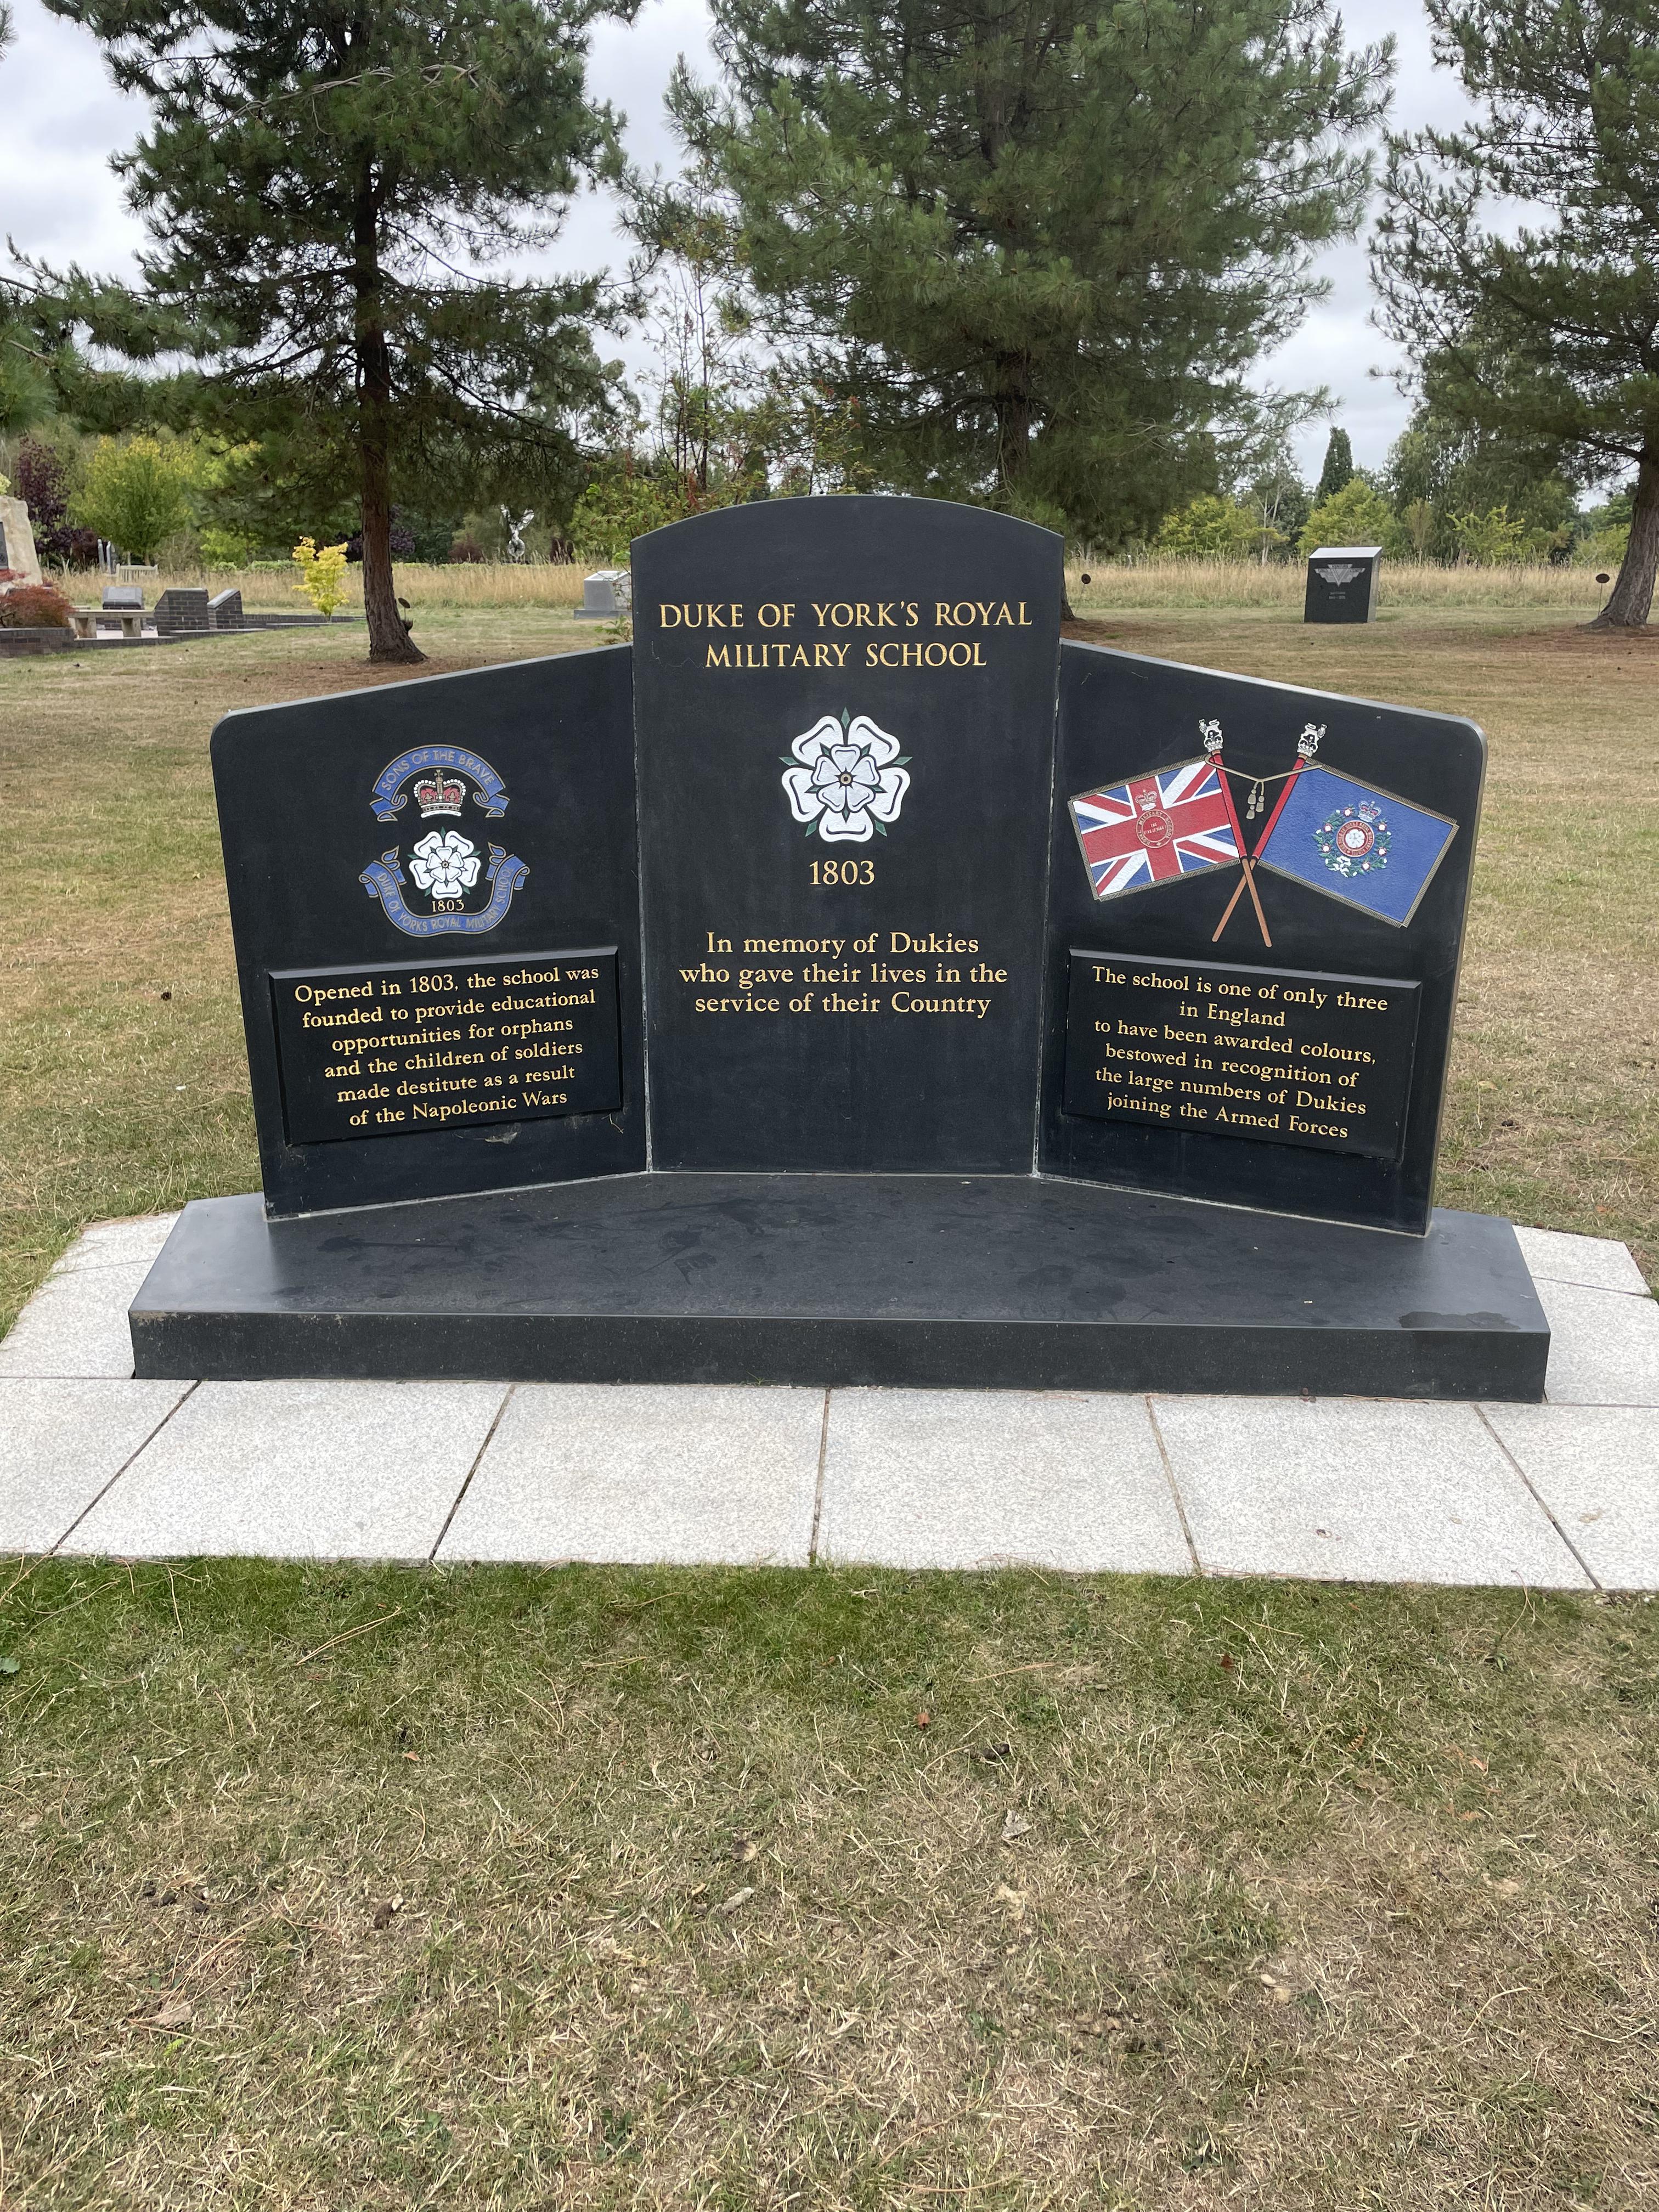 DUKE OF YORK'S ROYAL
MILITARY SCHOOL
1803
In memory of Dukies
who gave their lives in the
service of their Country
SONS OF THE BRAVE
1803
DUKE OF YORK'S ROYAL MILITARY SCHOOL
Opened in 1803, the school was
founded to provide educational
opportunities for orphans
and the children of soldiers
made destitute as a result
of the Napoleonic Wars
The school is one of only three
in England
to have been awarded colours,
bestowed in recognition of
the large numbers of Dukies
joining the Armed Forces